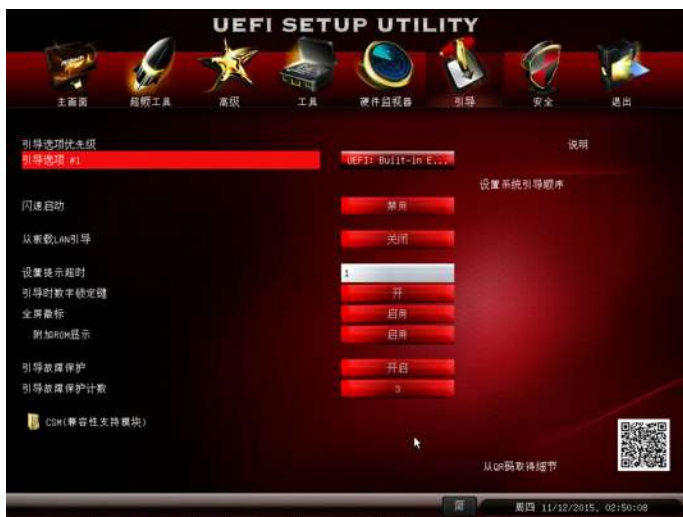 UEFI SETUP UTILITY
主画面 超频工具 高级 工具 硬件监视器 引导 安全 退出
引导选项优先级 说明
引导选项 #1 UEFI: Built-in E...
设置系统引导顺序
闪速启动 禁用
从板载LAN引导 关闭
设置提示超时 1
引导时数字锁定键 开
全屏徽标 启用
附加ROM显示 启用
引导故障保护 开启
引导故障保护计数 3
CSM(兼容性支持模块)
从QR码取得细节
简 周四 11/12/2015, 02:50:08